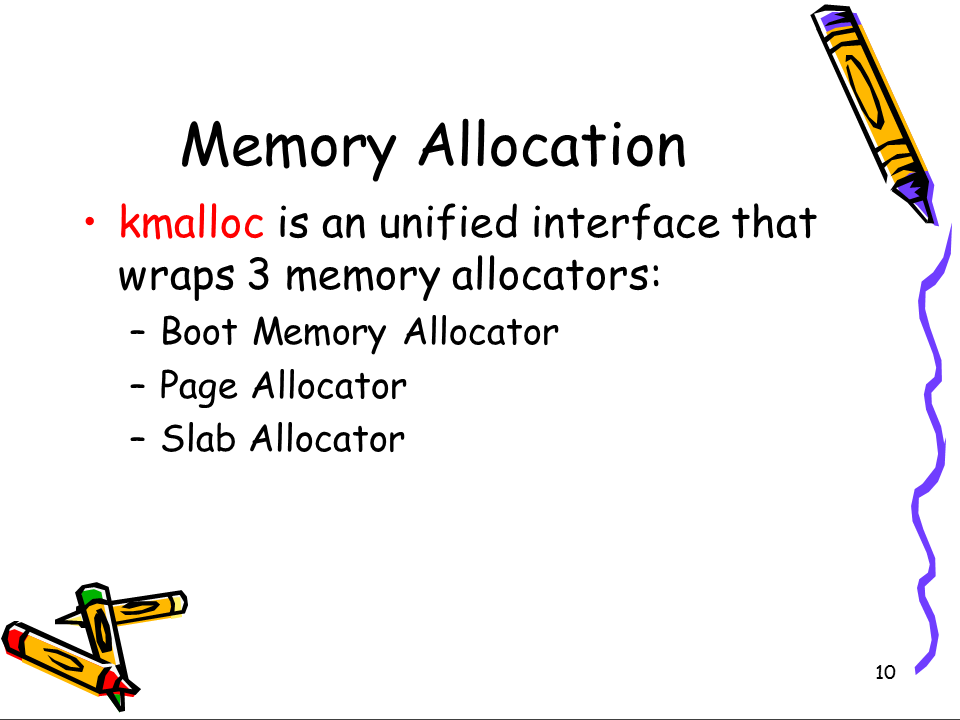 Memory Allocation
• kmalloc is an unified interface that
wraps 3 memory allocators:
– Boot Memory Allocator
– Page Allocator
– Slab Allocator
10